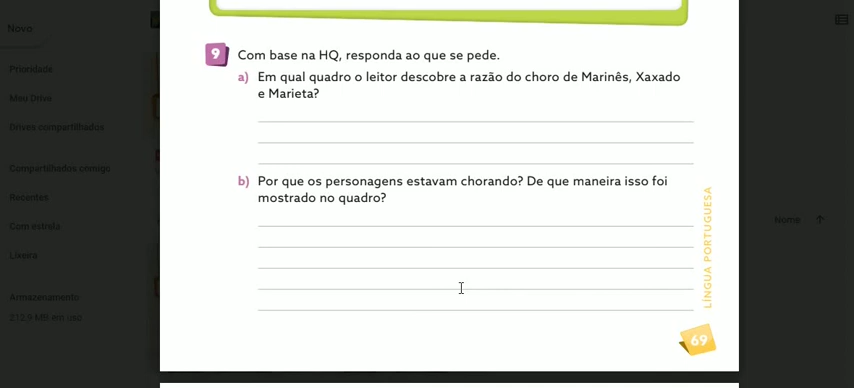 Novo
Prioridade
Meu Drive
Drives compartilhados
Compartilhados comigo
Recentes
Com estrela
Lixeira
Armazenamento
212,9 MB em uso
9 Com base na HQ, responda ao que se pede.
a) Em qual quadro o leitor descobre a razão do choro de Marinês, Xaxado
e Marieta?
b) Por que os personagens estavam chorando? De que maneira isso foi
mostrado no quadro?
LÍNGUA PORTUGUESA
69
Nome